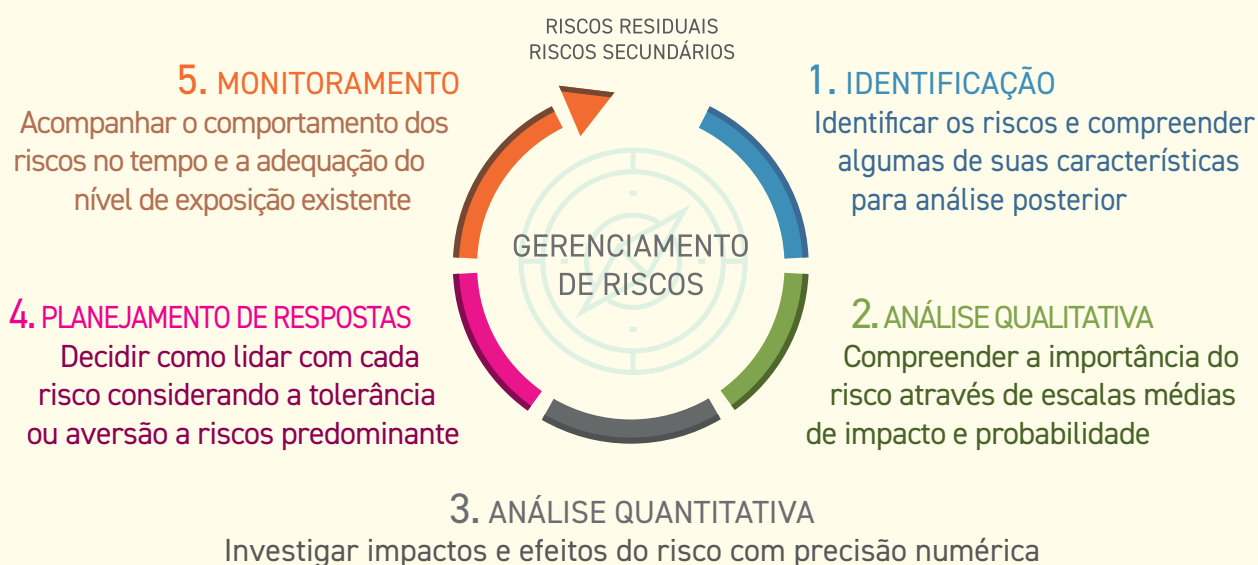 RISCOS RESIDUAIS
RISCOS SECUNDÁRIOS
1. IDENTIFICAÇÃO
Identificar os riscos e compreender
algumas de suas características
para análise posterior
2. ANÁLISE QUALITATIVA
Compreender a importância do
risco através de escalas médias
de impacto e probabilidade
3. ANÁLISE QUANTITATIVA
Investigar impactos e efeitos do risco com precisão numérica
4. PLANEJAMENTO DE RESPOSTAS
Decidir como lidar com cada
risco considerando a tolerância
ou aversão a riscos predominante
5. MONITORAMENTO
Acompanhar o comportamento dos
riscos no tempo e a adequação do
nível de exposição existente
GERENCIAMENTO
DE RISCOS